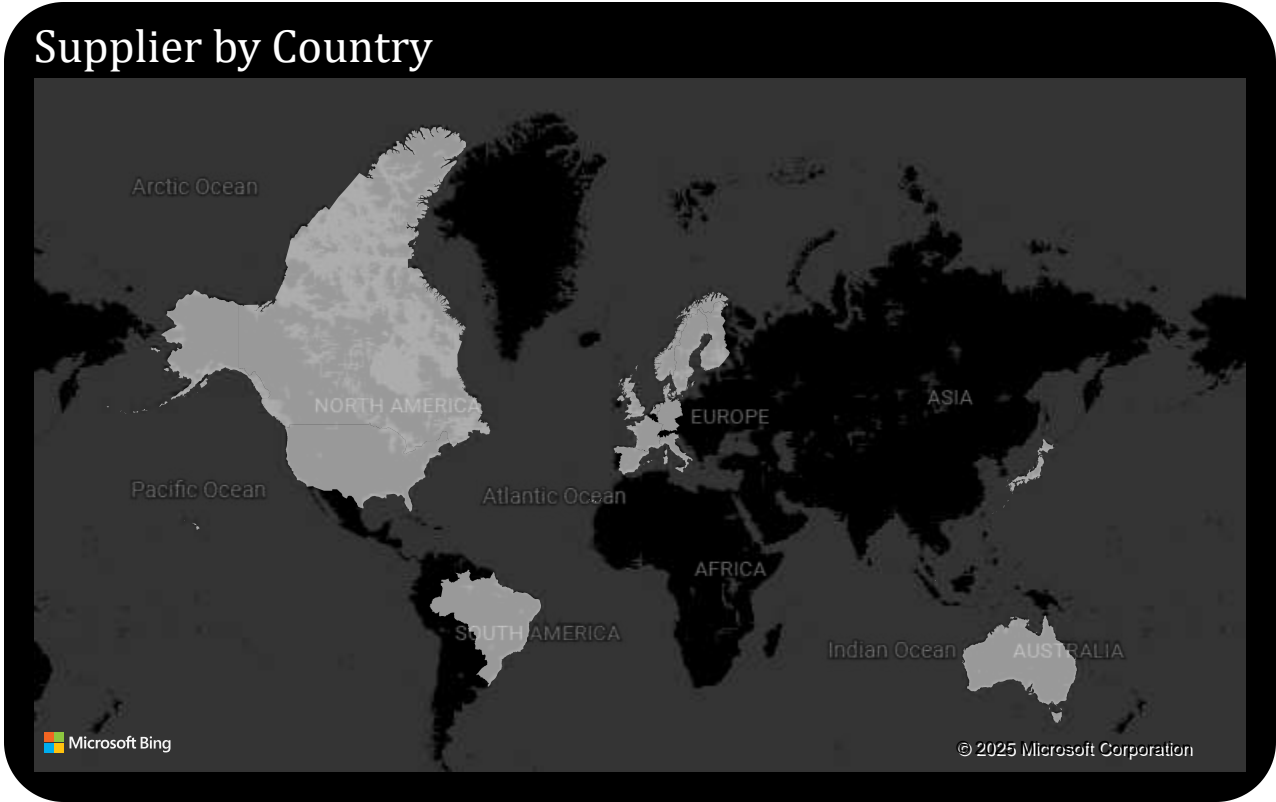 Supplier by Country
Arctic Ocean
NORTH AMERICA
EUROPE
ASIA
Pacific Ocean
Atlantic Ocean
AFRICA
SOUTH AMERICA
Indian Ocean
AUSTRALIA
Microsoft Bing
© 2025 Microsoft Corporation